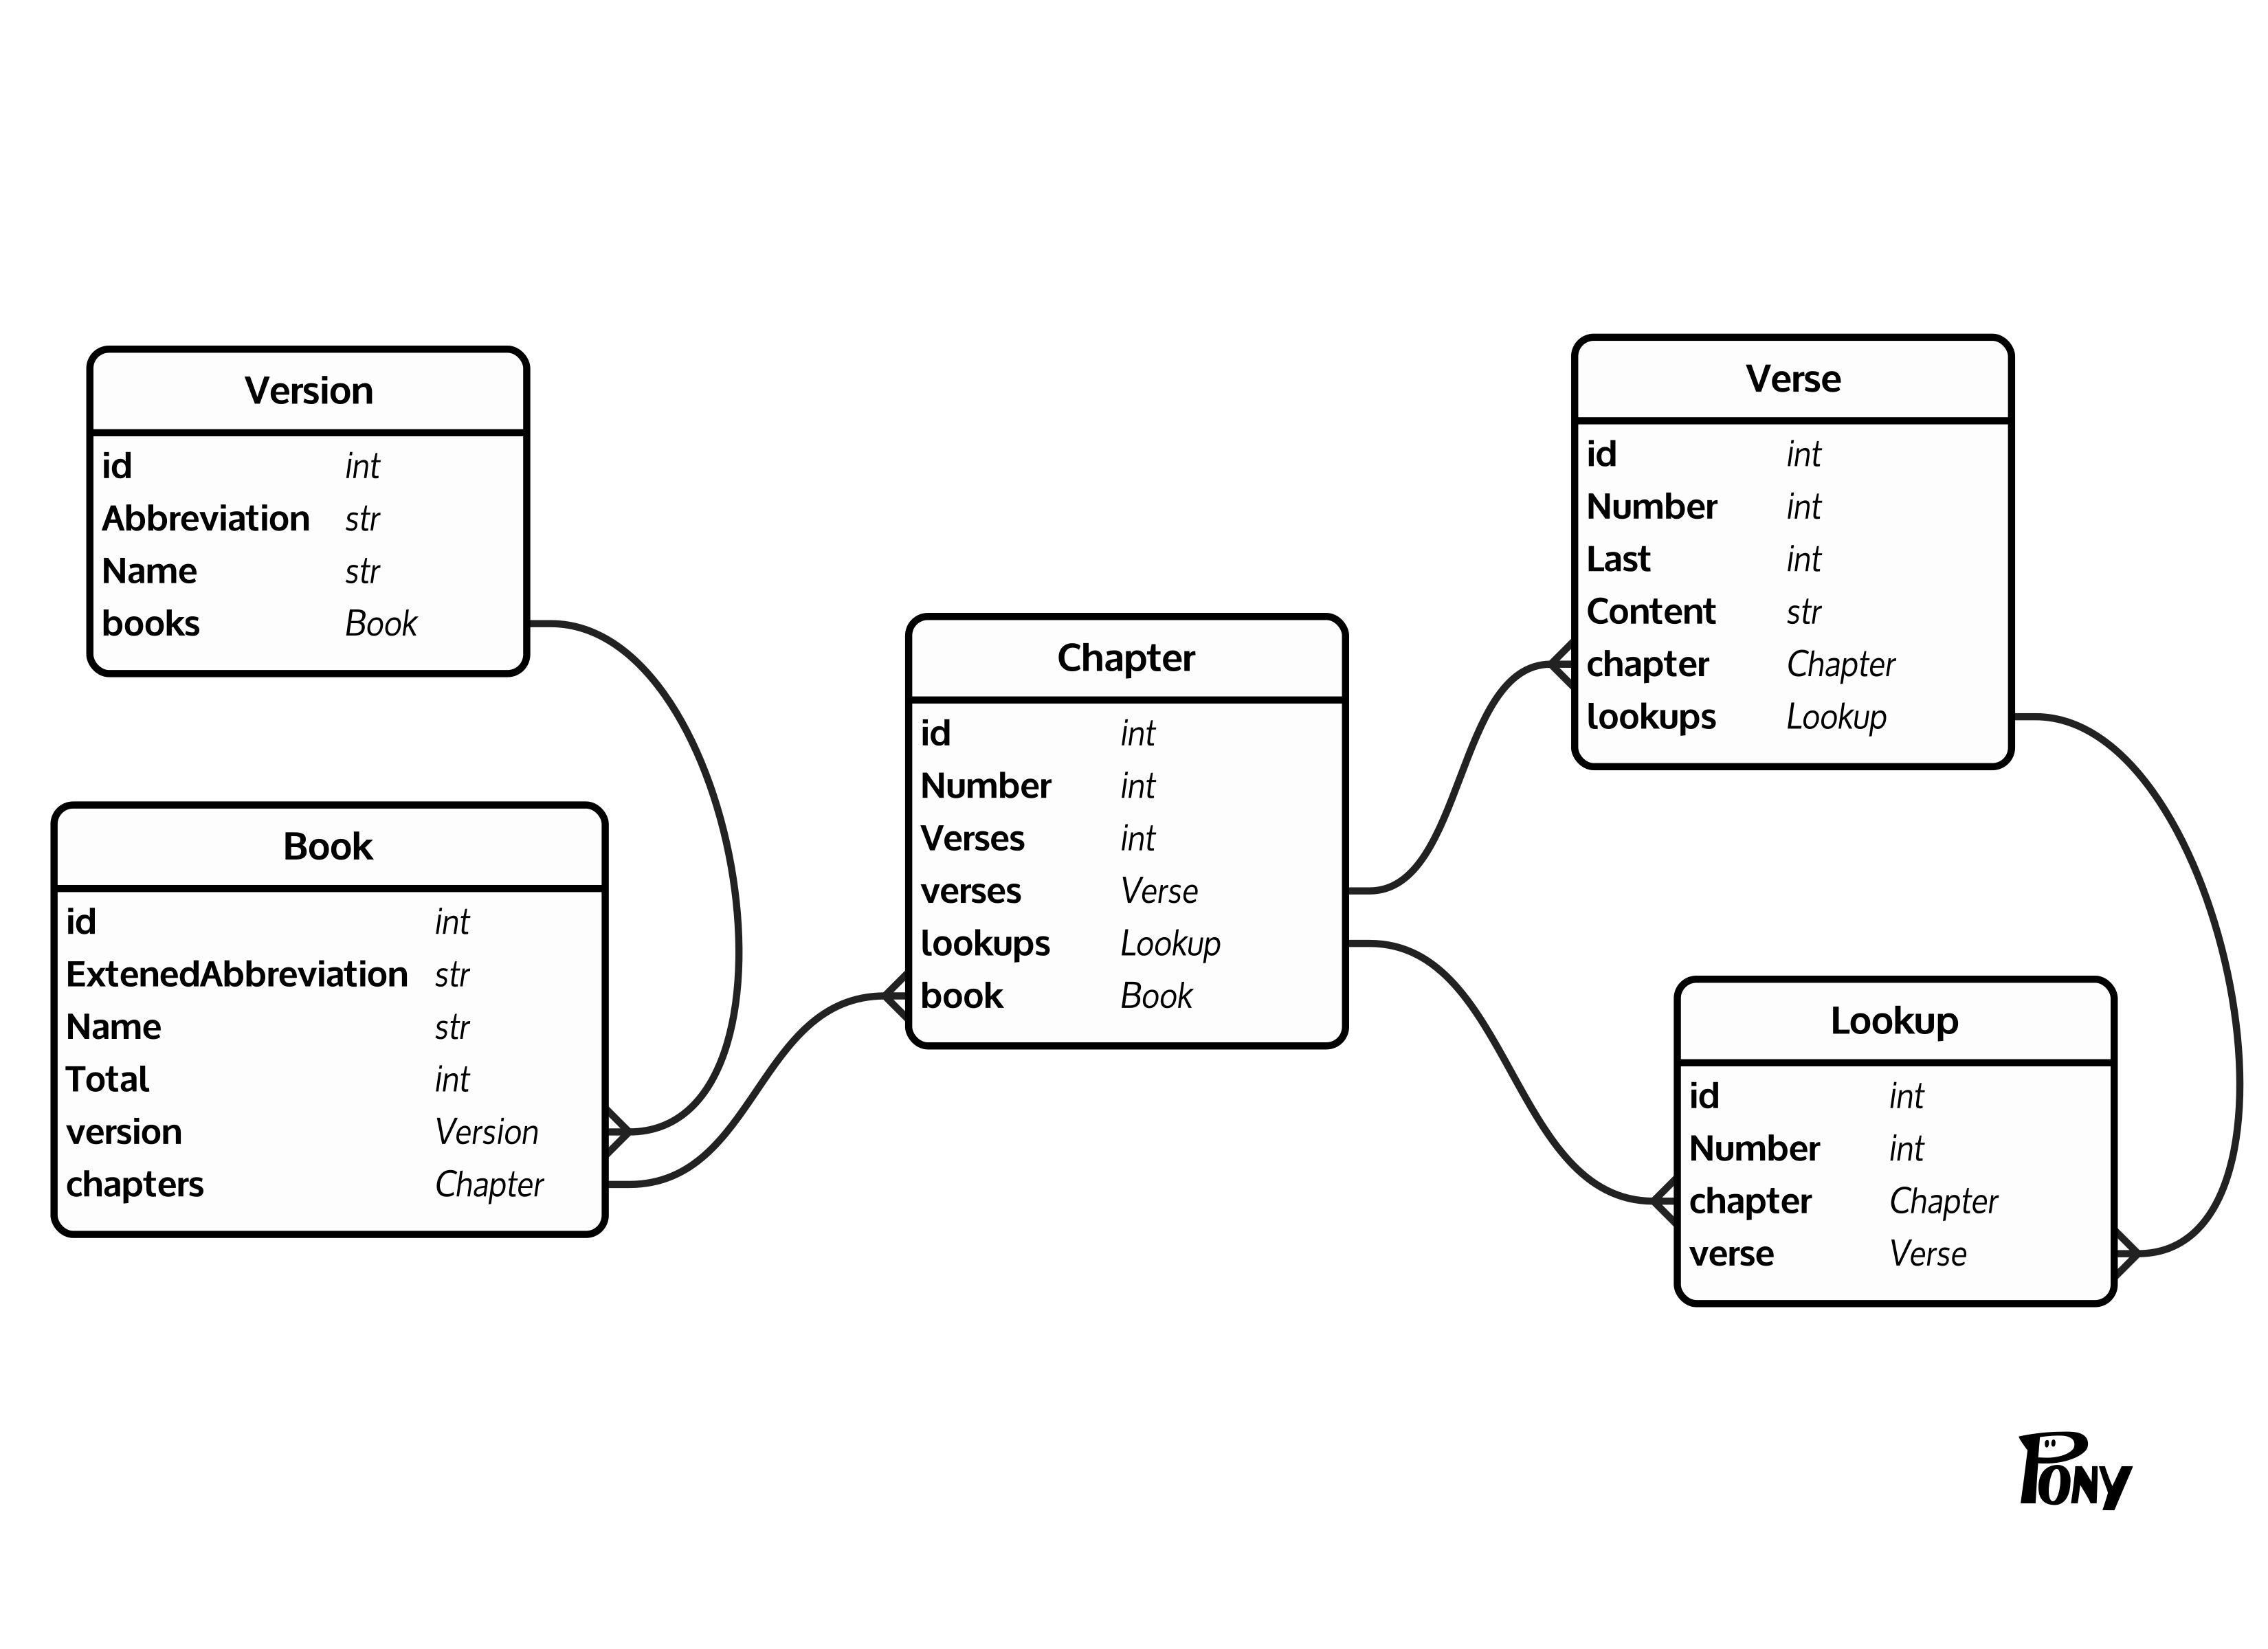 Version
id int
Abbreviation str
Name str
books Book
Book
id int
ExtenedAbbreviation str
Name str
Total int
version Version
chapters Chapter
Chapter
id int
Number int
Verses int
verses Verse
lookups Lookup
book Book
Verse
id int
Number int
Last int
Content str
chapter Chapter
lookups Lookup
Lookup
id int
Number int
chapter Chapter
verse Verse
PONY